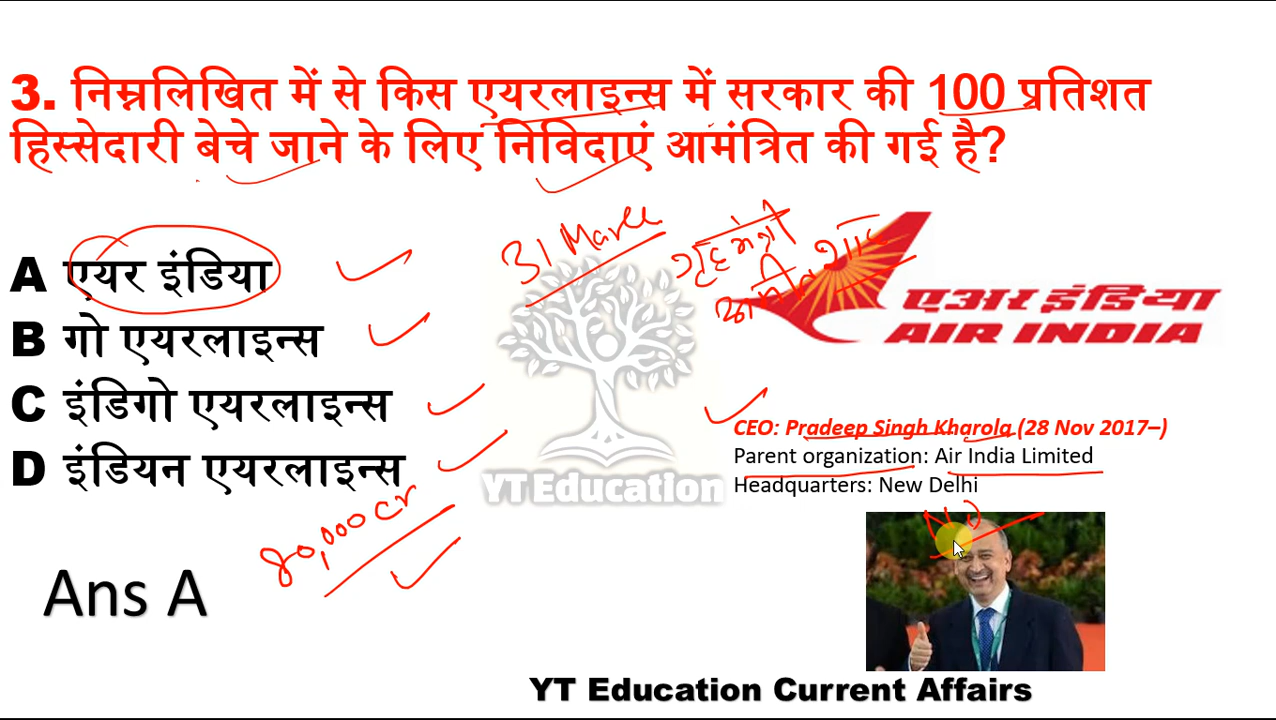 3. निम्नलिखित में से किस एयरलाइन्स में सरकार की 100 प्रतिशत
हिस्सेदारी बेचे जाने के लिए निविदाएं आमंत्रित की गई है?
A एयर इंडिया
B गो एयरलाइन्स
C इंडिगो एयरलाइन्स
D इंडियन एयरलाइन्स
31 March
गृहमंत्री
अमीत शाह
एअर इंडिया
AIR INDIA
CEO: Pradeep Singh Kharola (28 Nov 2017–)
Parent organization: Air India Limited
Headquarters: New Delhi
YT Education
80,000 cr
Ans A
YT Education Current Affairs